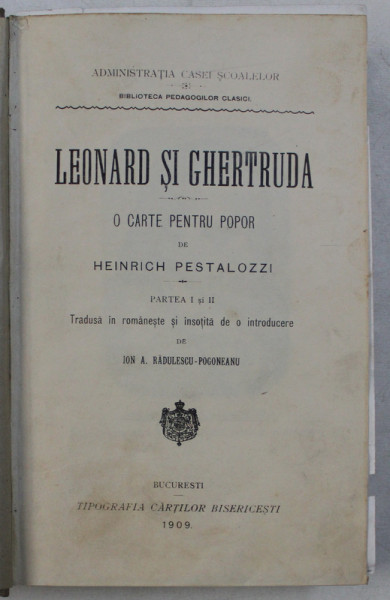 ADMINISTRAȚIA CASEI ȘCOALELOR
BIBLIOTECA PEDAGOGILOR CLASICI.
LEONARD ȘI GHERTRUDA
O CARTE PENTRU POPOR
DE
HEINRICH PESTALOZZI
PARTEA I și II
Tradusă în românește și însoțită de o introducere
DE
ION A. RĂDULESCU-POGONEANU
BUCUREȘTI
TIPOGRAFIA CĂRȚILOR BISERICEȘTI
1909.